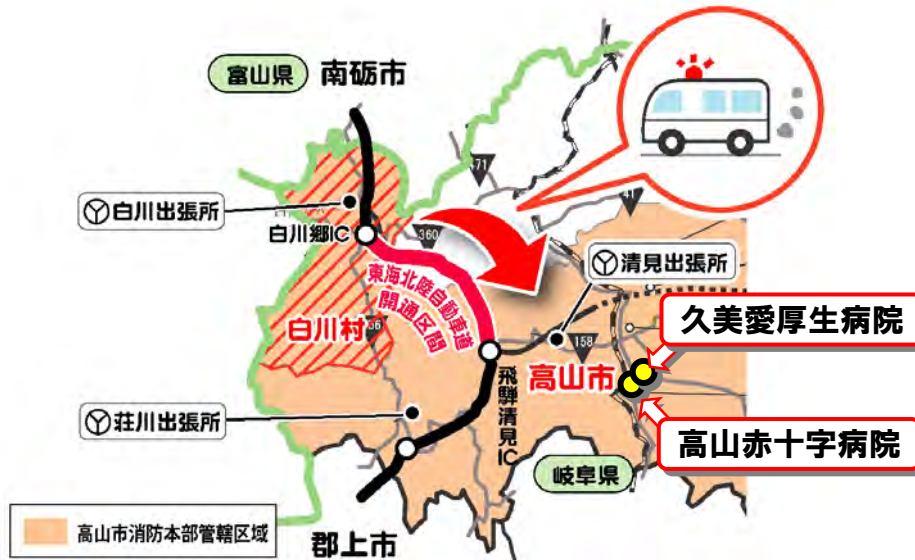 富山県
南砺市
471
41
白川出張所
白川郷IC
360
清見出張所
東海北陸自動車道
開通区間
久美愛厚生病院
白川村
158
高山市
飛騨清見IC
荘川出張所
高山赤十字病院
岐阜県
高山市消防本部管轄区域
郡上市